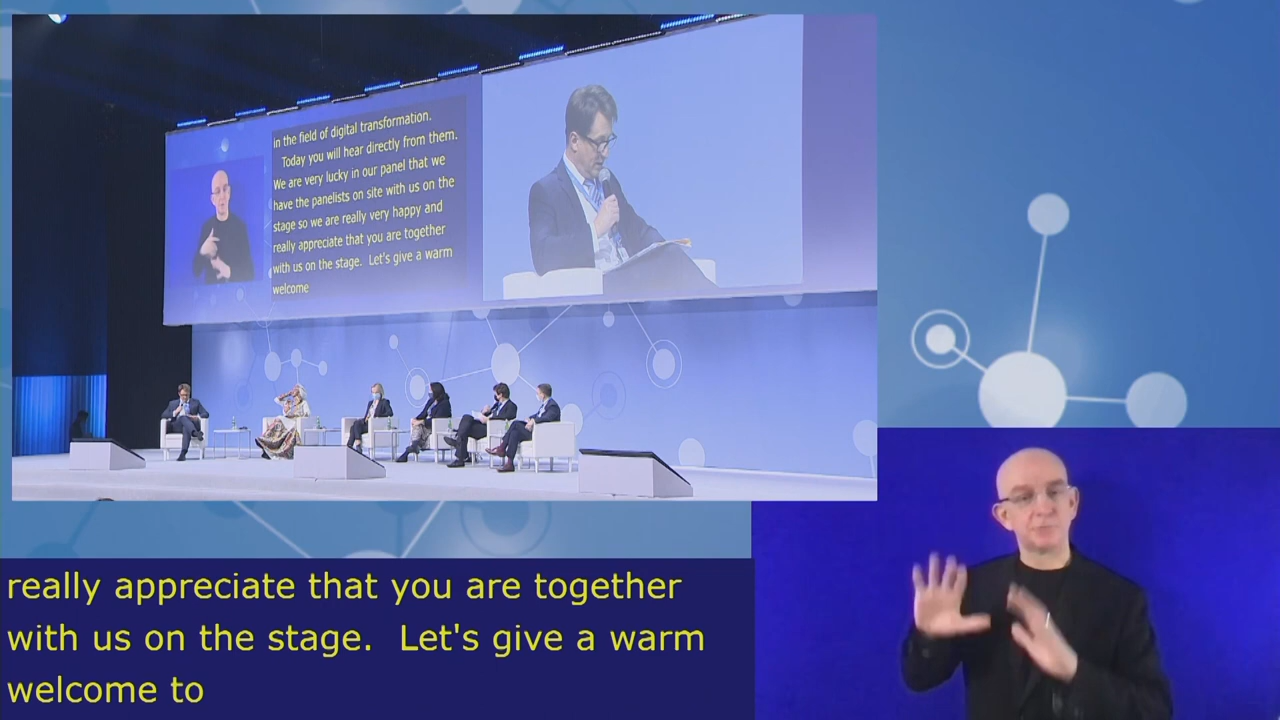 in the field of digital transformation.
Today you will hear directly from them.
We are very lucky in our panel that we
have the panelists on site with us on the
stage so we are really very happy and
really appreciate that you are together
with us on the stage.  Let's give a warm
welcome
really appreciate that you are together
with us on the stage.  Let's give a warm
welcome to